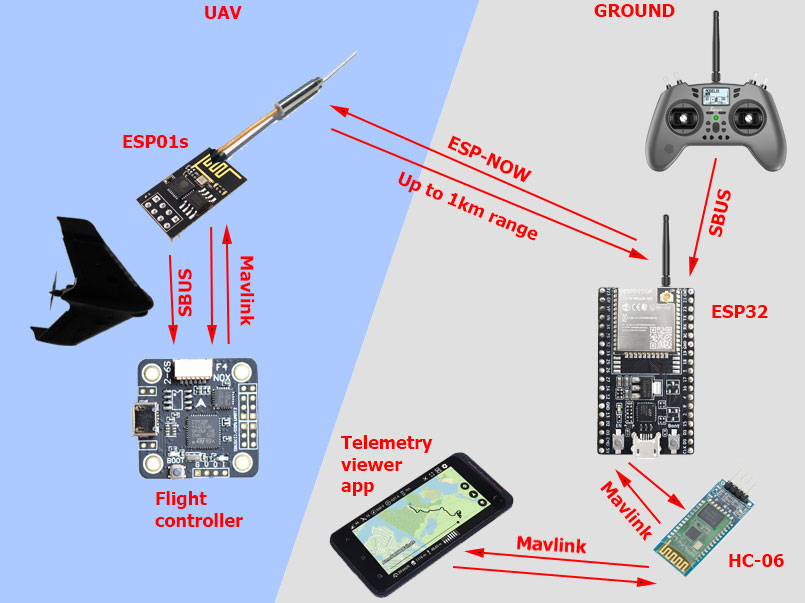 UAV
GROUND
ESP01s
ESP-NOW
Up to 1km range
SBUS
SBUS
Mavlink
ESP32
2-6S
F4
NOX
BOOT
Flight
controller
Telemetry
viewer
app
Mavlink
Mavlink
HC-06